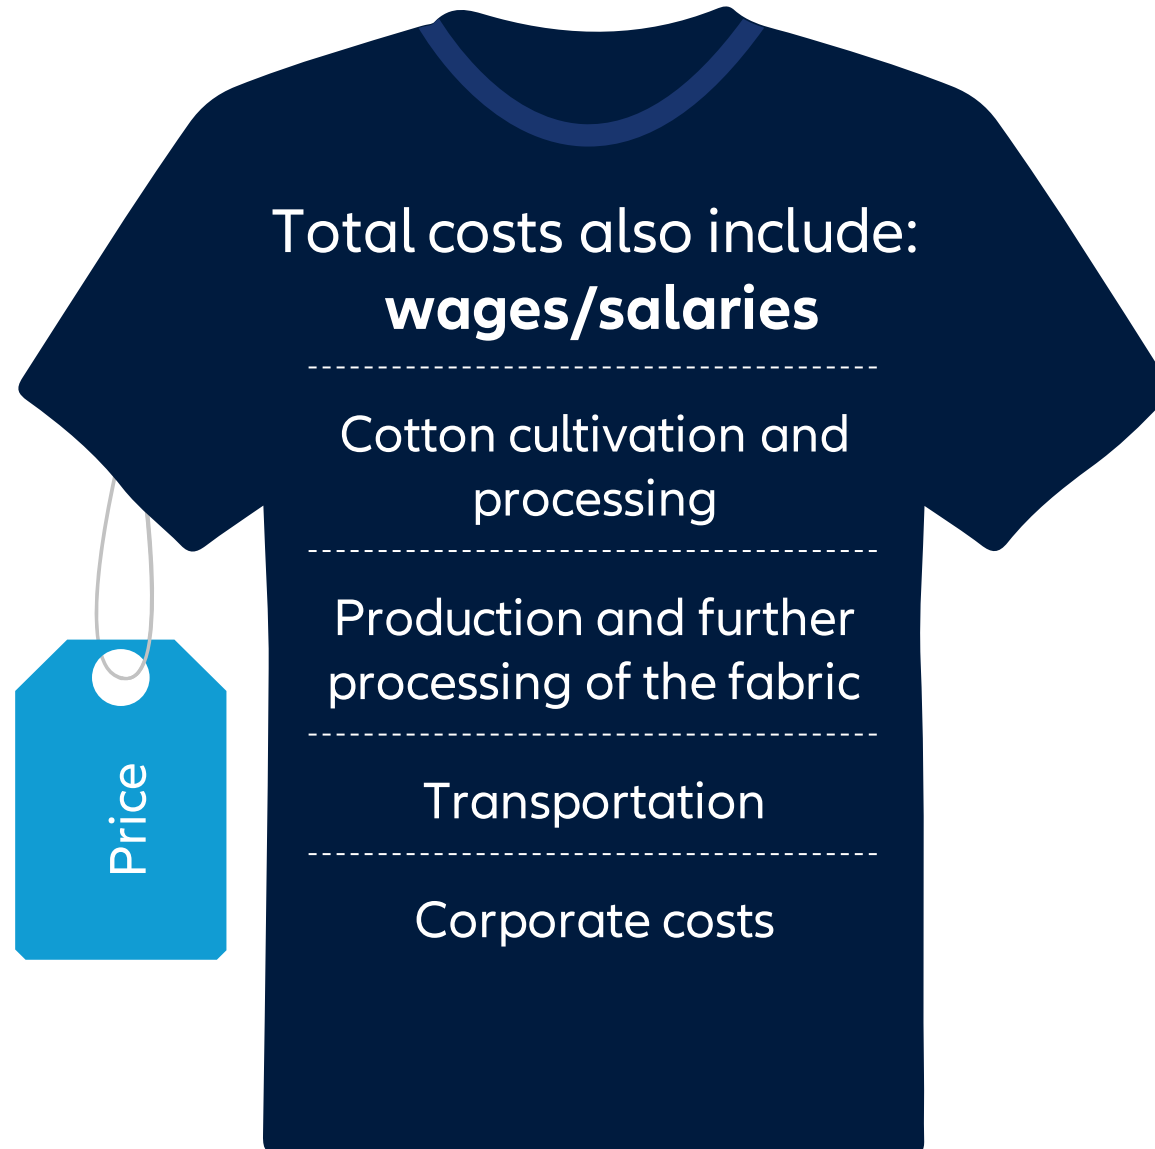 Total costs also include:
wages/salaries
Cotton cultivation and
processing
Production and further
processing of the fabric
Transportation
Corporate costs
Price